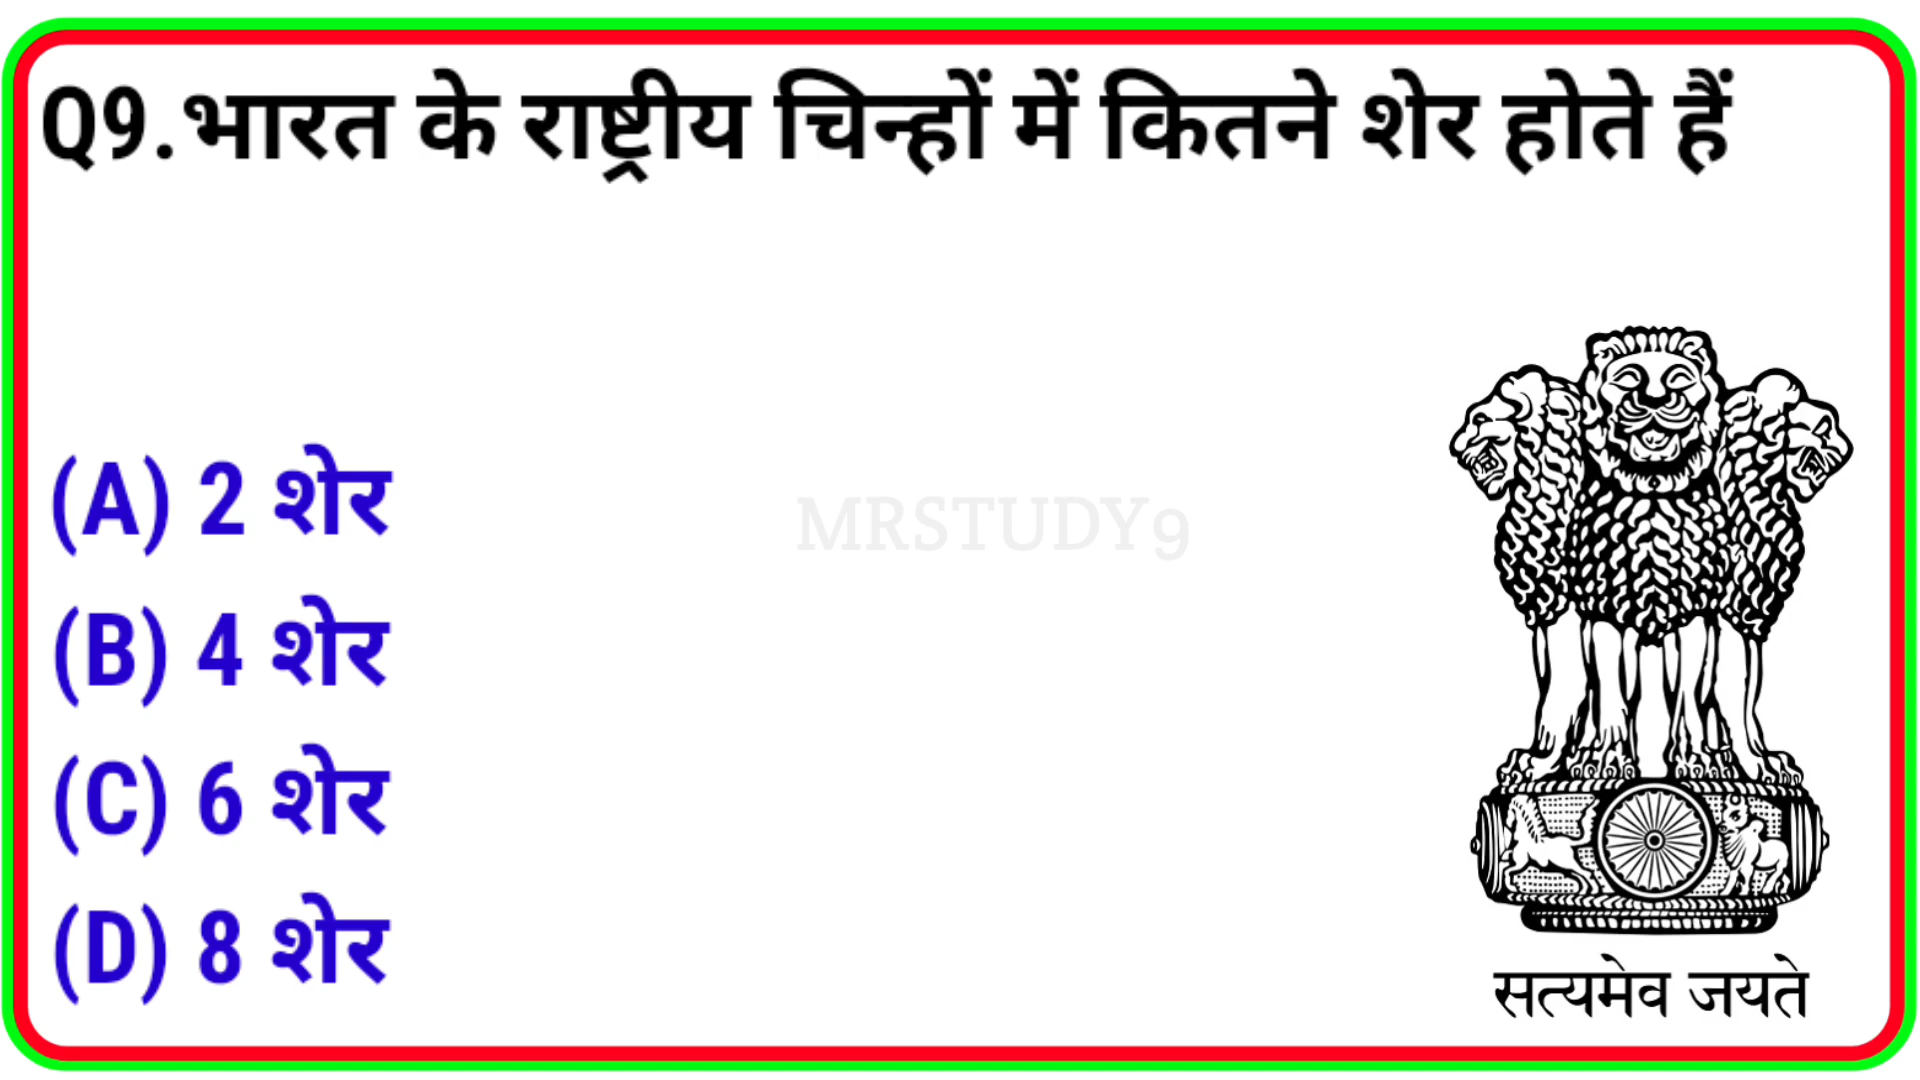 Q9.भारत के राष्ट्रीय चिन्हों में कितने शेर होते हैं
(A) 2 शेर
MRSTUDY9
(B) 4 शेर
(C) 6 शेर
(D) 8 शेर
सत्यमेव जयते